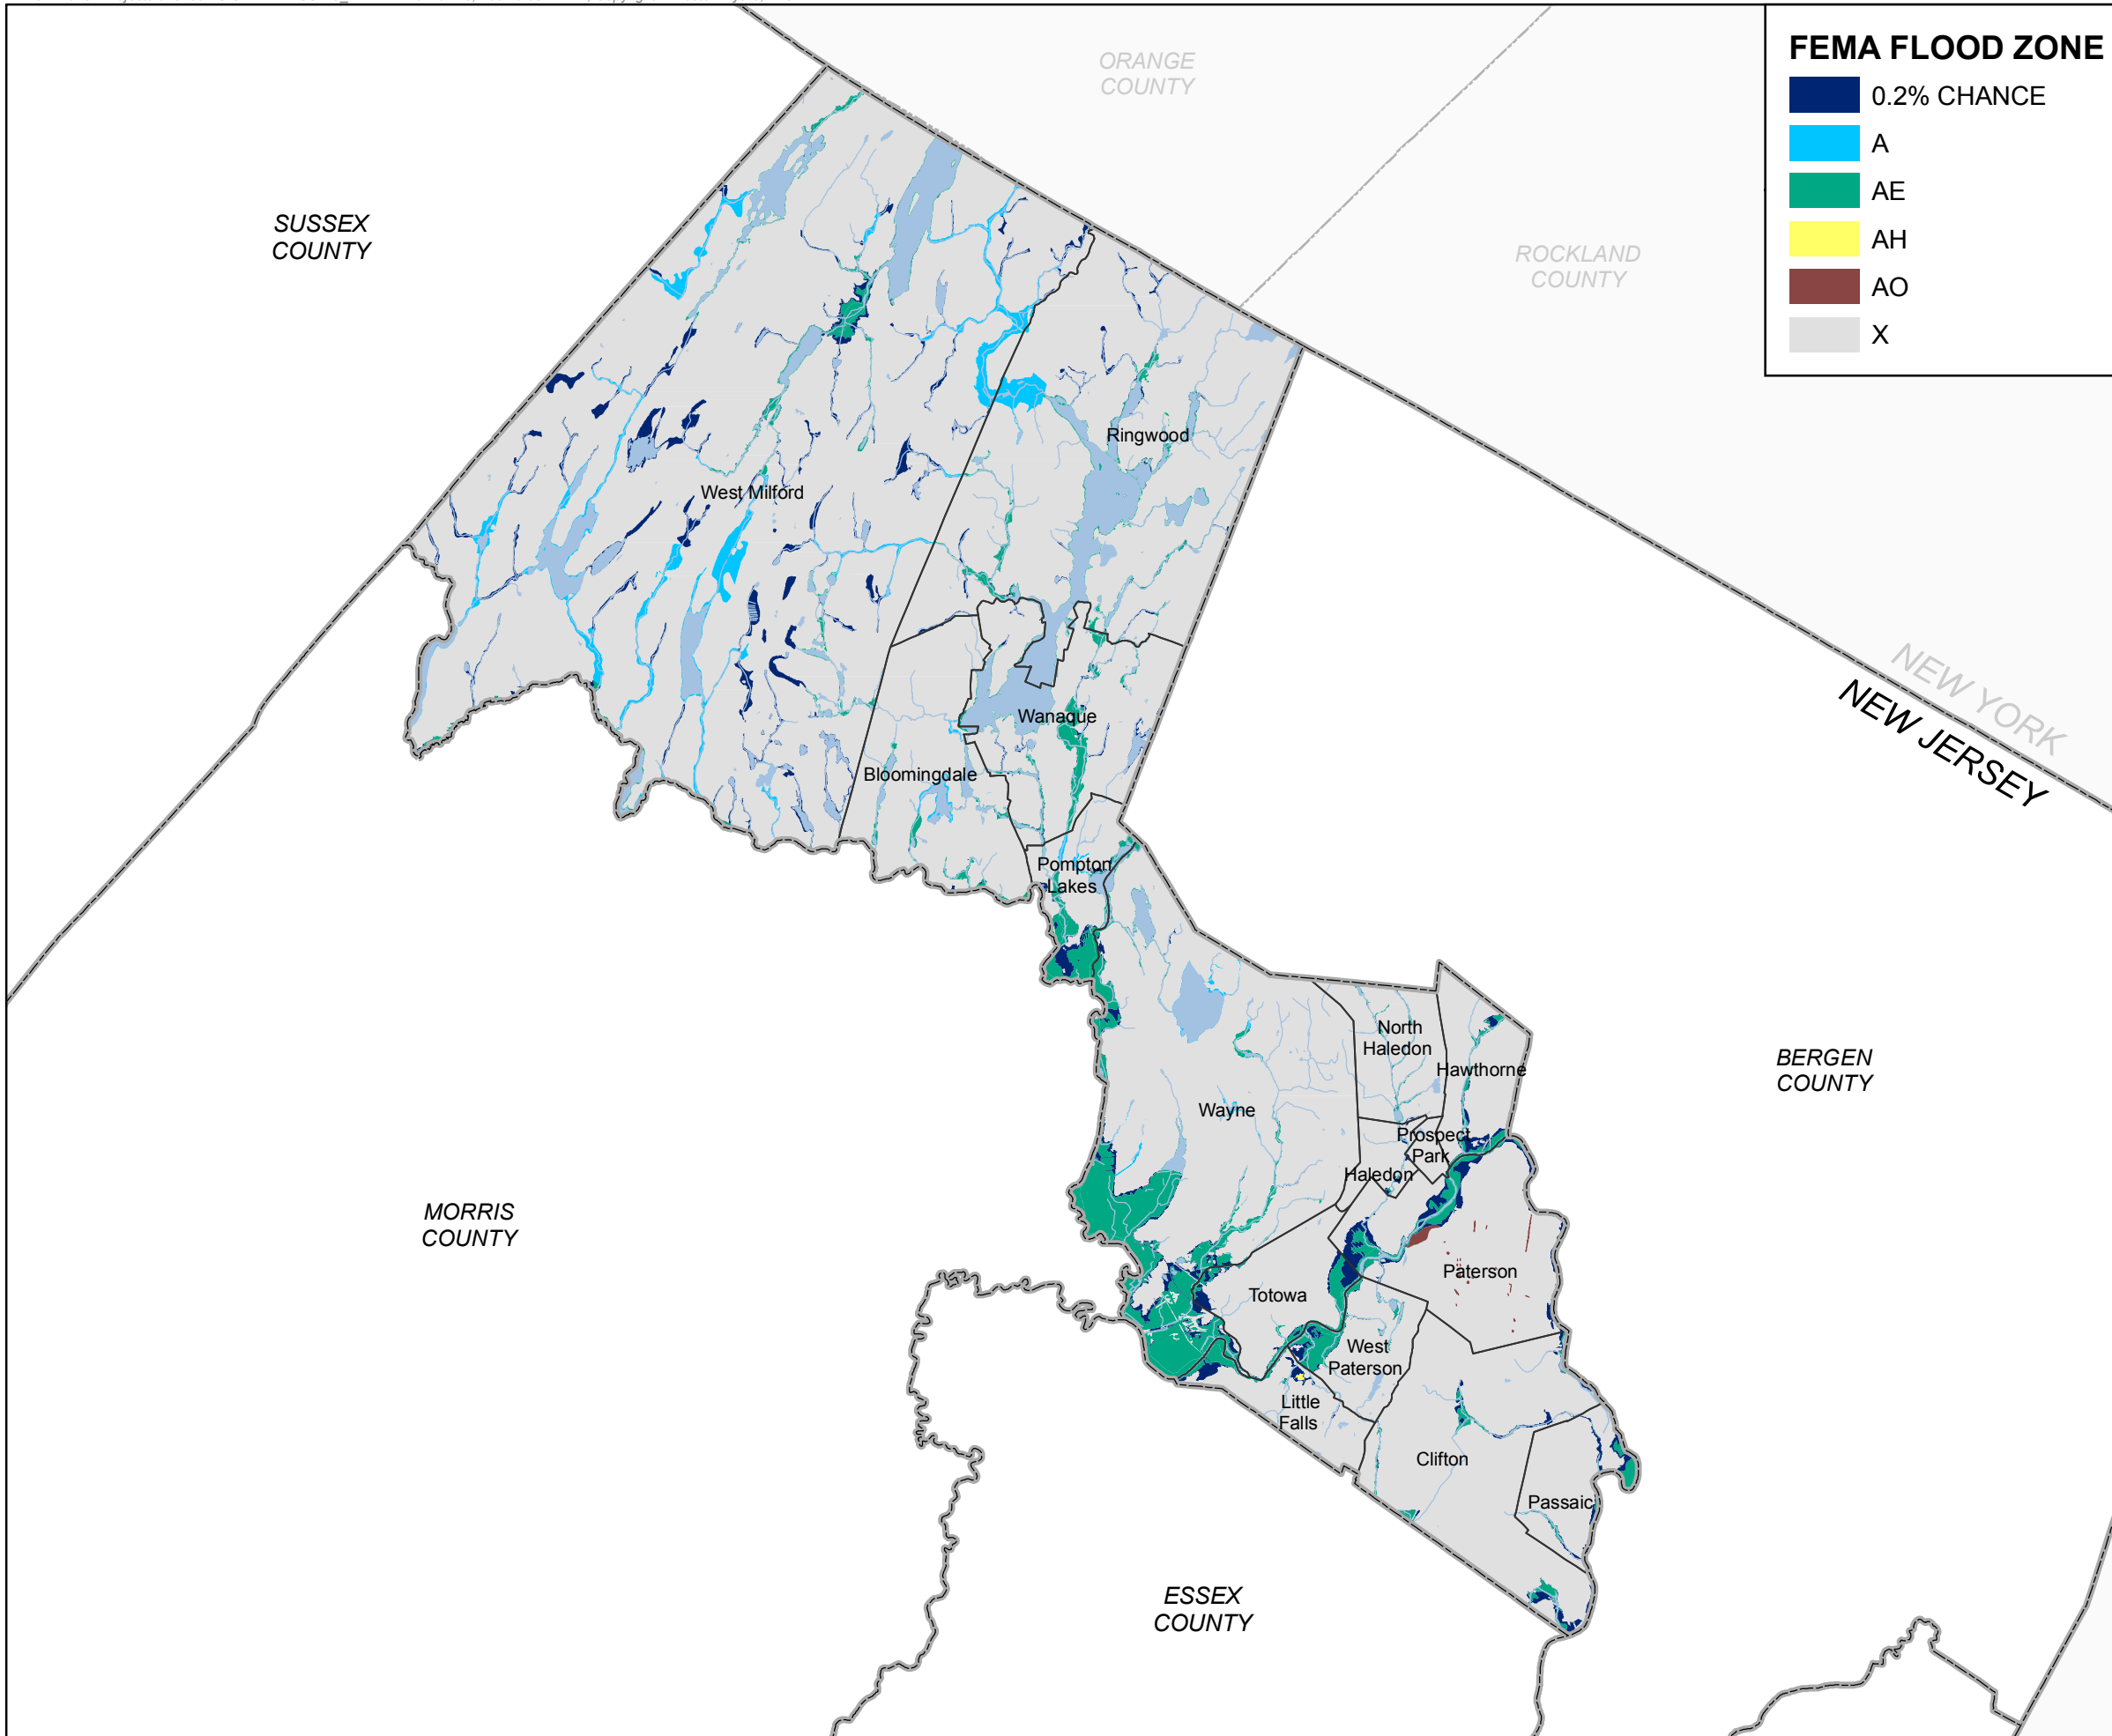 FEMA FLOOD ZONE
0.2% CHANCE
A
AE
AH
AO
X
ORANGE
COUNTY
SUSSEX
COUNTY
ROCKLAND
COUNTY
Ringwood
West Milford
NEW YORK
NEW JERSEY
Wanaque
Bloomingdale
Pompton
Lakes
North
Haledon
Hawthorne
BERGEN
COUNTY
Wayne
Prospect
Park
Haledon
MORRIS
COUNTY
Paterson
Totowa
West
Paterson
Little
Falls
Clifton
Passaic
ESSEX
COUNTY